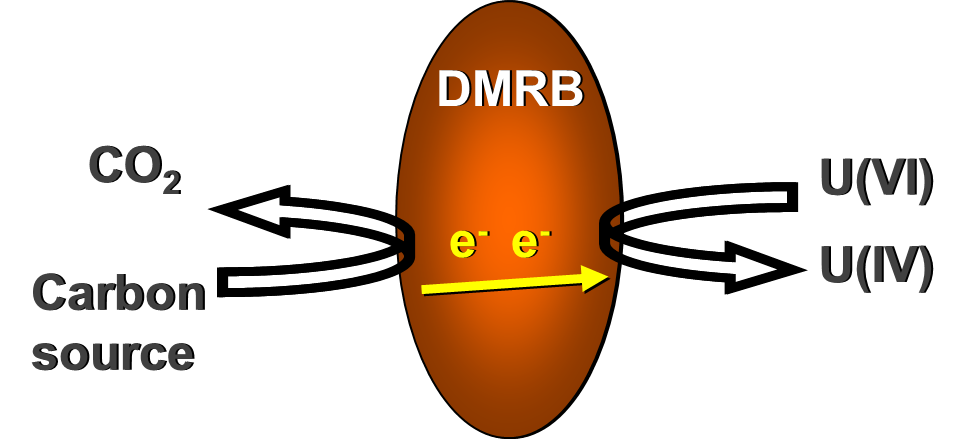 DMRB
CO₂
U(VI)
e⁻ e⁻
U(IV)
Carbon
source